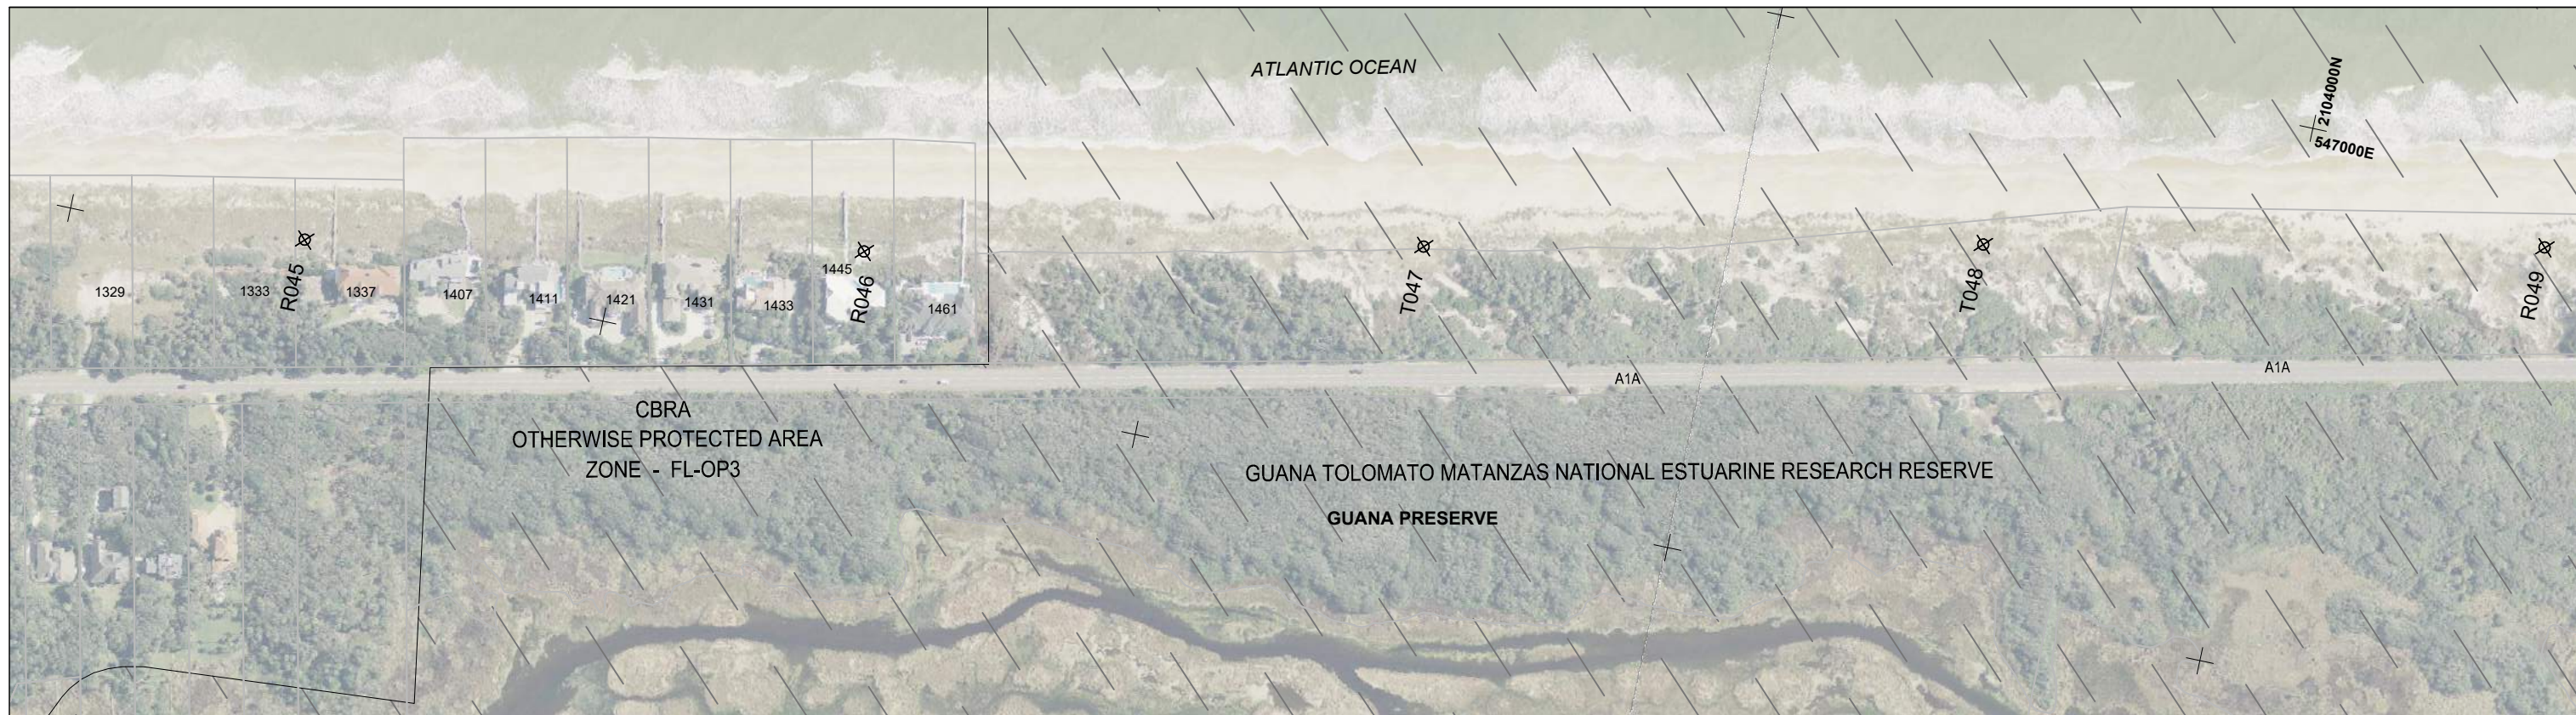 ATLANTIC OCEAN
2104000N
547000E
R045
R046
T047
T048
R049
1329
1333
1337
1407
1411
1421
1431
1433
1445
1461
A1A
A1A
CBRA
OTHERWISE PROTECTED AREA
ZONE - FL-OP3
GUANA TOLOMATO MATANZAS NATIONAL ESTUARINE RESEARCH RESERVE
GUANA PRESERVE